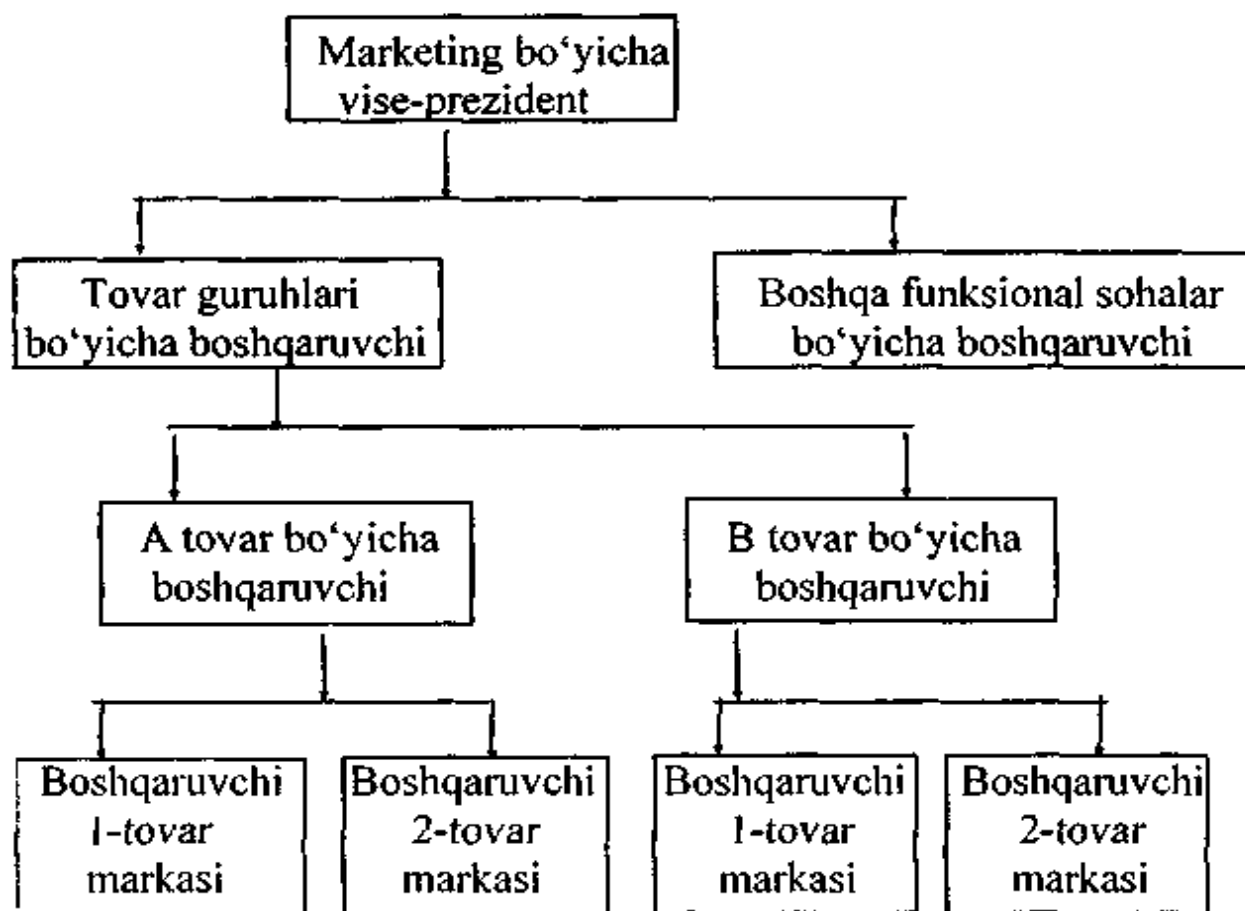 Marketing bo‘yicha
vise-prezident
Tovar guruhlari
bo‘yicha boshqaruvchi
Boshqa funksional sohalar
bo‘yicha boshqaruvchi
A tovar bo‘yicha
boshqaruvchi
B tovar bo‘yicha
boshqaruvchi
Boshqaruvchi
1-tovar
markasi
Boshqaruvchi
2-tovar
markasi
Boshqaruvchi
1-tovar
markasi
Boshqaruvchi
2-tovar
markasi